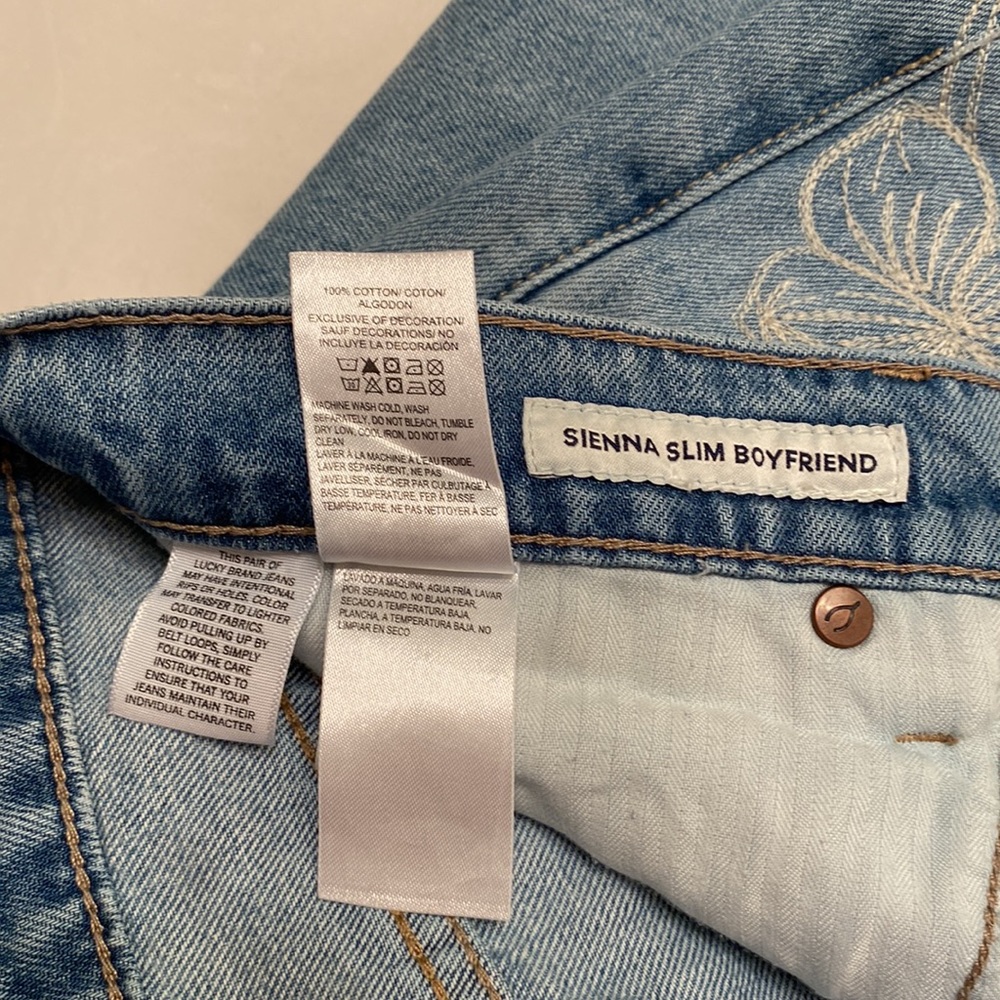 100% COTTON/ COTON/
ALGODON
EXCLUSIVE OF DECORATION/
SAUF DECORATIONS/ NO
INCLUYE LA DECORACIÓN
MACHINE WASH COLD, WASH
SEPARATELY, DO NOT BLEACH, TUMBLE
DRY LOW, COOL IRON, DO NOT DRY
CLEAN
LAVER À LA MACHINE À L'EAU FROIDE,
LAVER SÉPARÉMENT, NE PAS
JAVELLISER, SÉCHER PAR CULBUTAGE À
BASSE TEMPÉRATURE, FER À BASSE
TEMPÉRATURE, NE PAS NETTOYER À SEC
LAVADO A MAQUINA, AGUA FRÍA, LAVAR
POR SEPARADO, NO BLANQUEAR,
SECADO A TEMPERATURA BAJA,
PLANCHA, A TEMPERATURA BAJA, NO
LIMPIAR EN SECO
SIENNA SLIM BOYFRIEND
THIS PAIR OF
LUCKY BRAND JEANS
MAY HAVE INTENTIONAL
RIPS OR HOLES. COLOR
MAY TRANSFER TO LIGHTER
COLORED FABRICS.
AVOID PULLING UP BY
BELT LOOPS, SIMPLY
FOLLOW THE CARE
INSTRUCTIONS TO
ENSURE THAT YOUR
JEANS MAINTAIN THEIR
INDIVIDUAL CHARACTER.